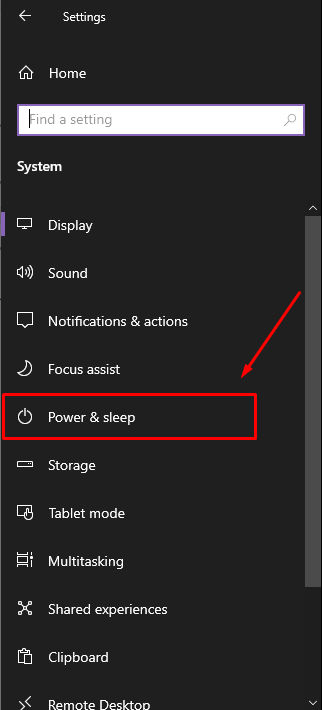 Settings
Home
Find a setting
System
Display
Sound
Notifications & actions
Focus assist
Power & sleep
Storage
Tablet mode
Multitasking
Shared experiences
Clipboard
Remote Desktop